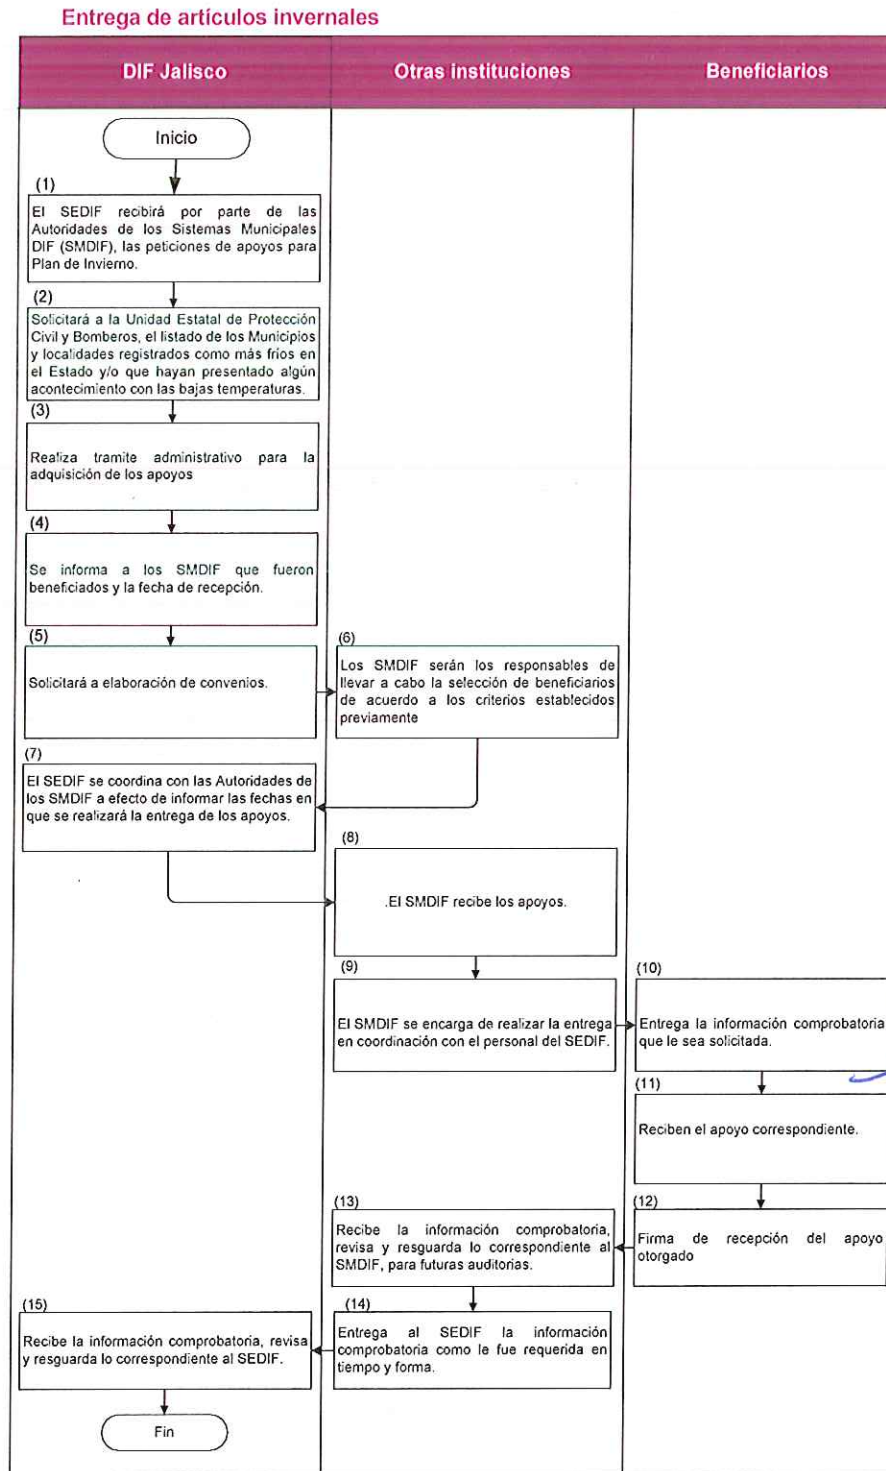 Entrega de artículos invernales
DIF Jalisco
Otras instituciones
Beneficiarios
Inicio
(1)
El SEDIF recibirá por parte de las
Autoridades de los Sistemas Municipales
DIF (SMDIF), las peticiones de apoyos para
Plan de Invierno.
(2)
Solicitará a la Unidad Estatal de Protección
Civil y Bomberos, el listado de los Municipios
y localidades registrados como más fríos en
el Estado y/o que hayan presentado algún
acontecimiento con las bajas temperaturas.
(3)
Realiza tramite administrativo para la
adquisición de los apoyos
(4)
Se informa a los SMDIF que fueron
beneficiados y la fecha de recepción.
(5)
Solicitará a elaboración de convenios.
(6)
Los SMDIF serán los responsables de
llevar a cabo la selección de beneficiarios
de acuerdo a los criterios establecidos
previamente
(7)
El SEDIF se coordina con las Autoridades de
los SMDIF a efecto de informar las fechas en
que se realizará la entrega de los apoyos.
(8)
.El SMDIF recibe los apoyos.
(9)
El SMDIF se encarga de realizar la entrega
en coordinación con el personal del SEDIF.
(10)
Entrega la información comprobatoria
que le sea solicitada.
(11)
Reciben el apoyo correspondiente.
(12)
Firma de recepción del apoyo
otorgado
(13)
Recibe la información comprobatoria,
revisa y resguarda lo correspondiente al
SMDIF, para futuras auditorias.
(14)
Entrega al SEDIF la información
comprobatoria como le fue requerida en
tiempo y forma.
(15)
Recibe la información comprobatoria, revisa
y resguarda lo correspondiente al SEDIF.
Fin